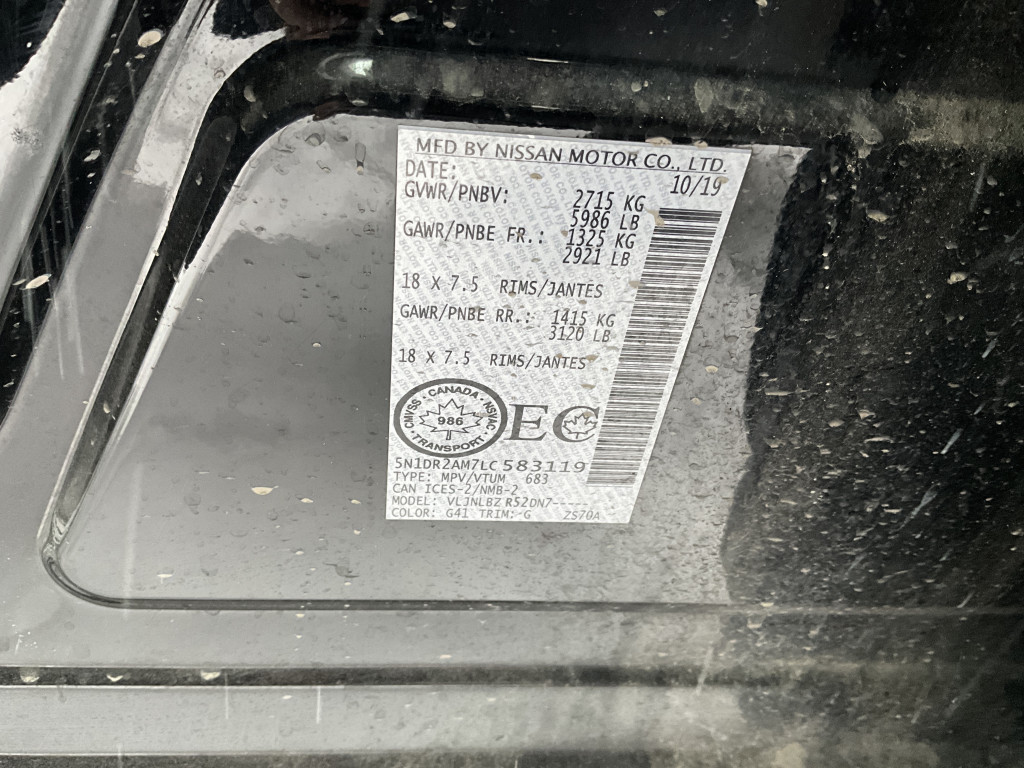 MFD BY NISSAN MOTOR CO., LTD.
DATE: 10/19
GVWR/PNBV: 2715 KG
5986 LB
GAWR/PNBE FR.: 1325 KG
2921 LB
18 X 7.5 RIMS/JANTES
GAWR/PNBE RR.: 1415 KG
3120 LB
18 X 7.5 RIMS/JANTES
CMVSS · CANADA · NSVAC
986
· TRANSPORT ·
EC
5N1DR2AM7LC583119
TYPE: MPV/VTUM 683
CAN ICES-2/NMB-2
MODEL: VLJNLBZ R52DN7-----
COLOR: G41 TRIM: G 2S70A